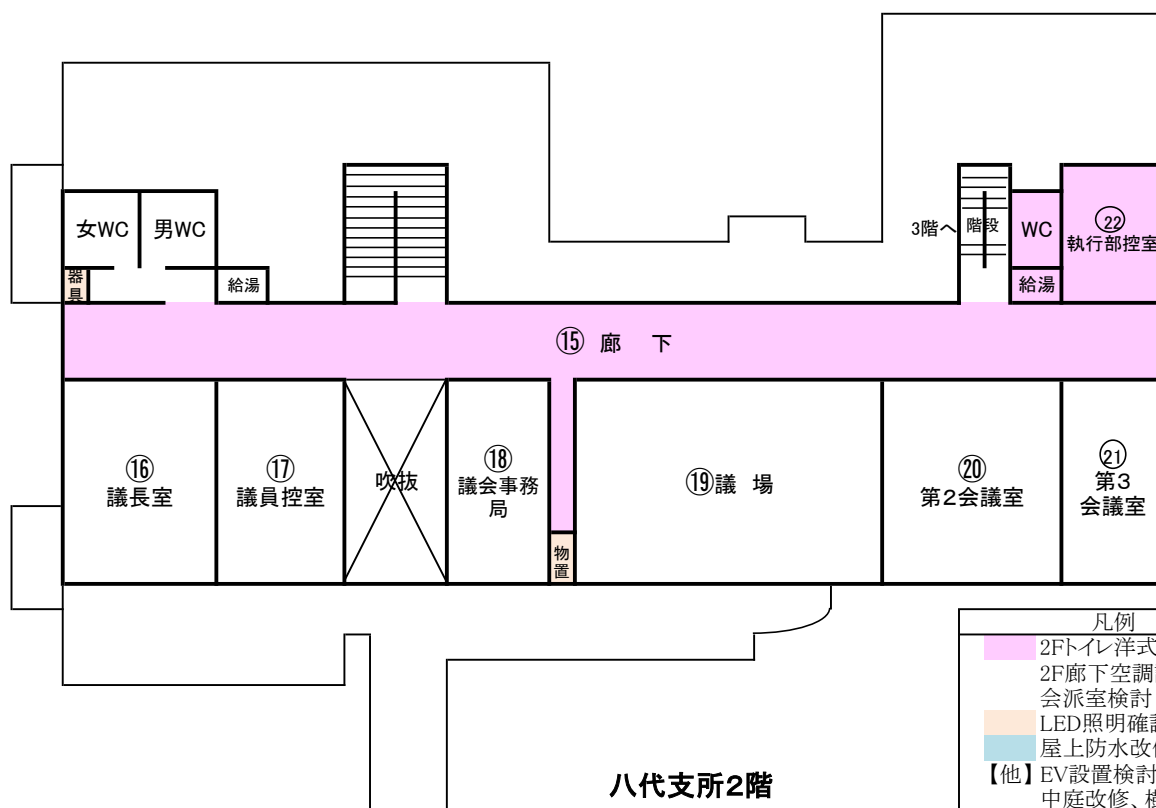 女WC
男WC
器
具
給湯
3階へ
階段
WC
給湯
㉒
執行部控室
⑮ 廊 下
⑯
議長室
⑰
議員控室
吹抜
⑱
議会事務
局
物
置
⑲議 場
⑳
第2会議室
㉑
第3
会議室
凡例
2Fトイレ洋式
2F廊下空調
会派室検討
LED照明確
屋上防水改
【他】EV設置検討
中庭改修、
八代支所2階